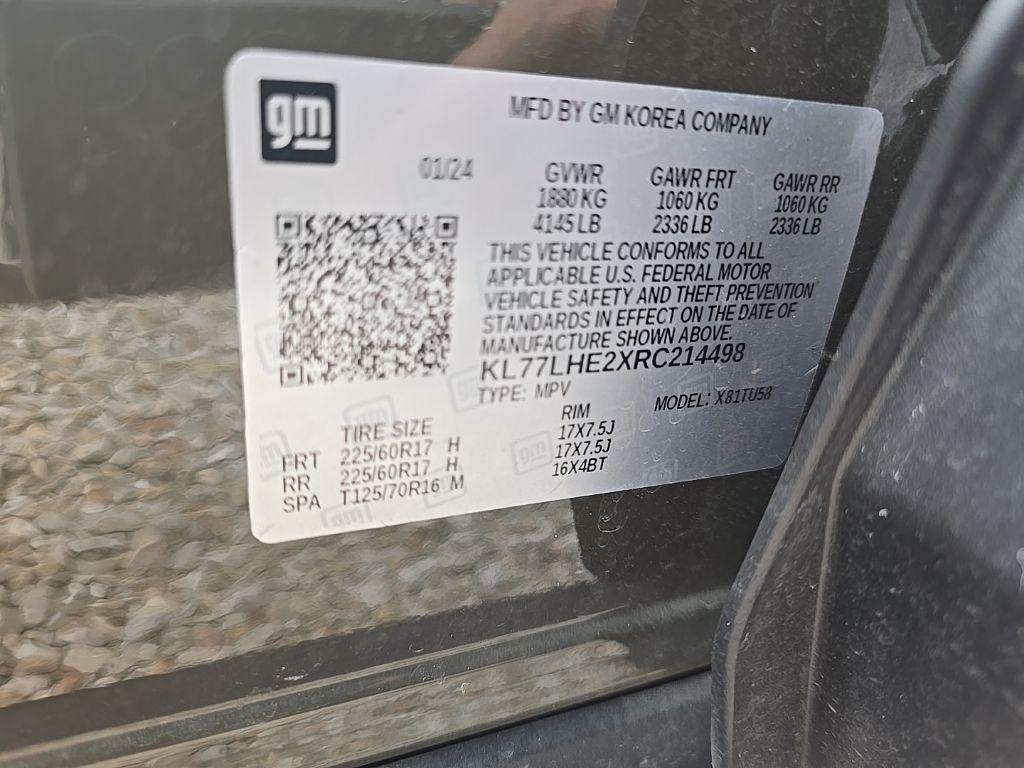 gm
MFD BY GM KOREA COMPANY
01/24
GVWR GAWR FRT GAWR RR
1880 KG 1060 KG 1060 KG
4145 LB 2336 LB 2336 LB
THIS VEHICLE CONFORMS TO ALL
APPLICABLE U.S. FEDERAL MOTOR
VEHICLE SAFETY AND THEFT PREVENTION
STANDARDS IN EFFECT ON THE DATE OF
MANUFACTURE SHOWN ABOVE.
KL77LHE2XRC214498
TYPE: MPV MODEL: X81TU58
TIRE SIZE RIM
FRT 225/60R17 H 17X7.5J
RR 225/60R17 H 17X7.5J
SPA T125/70R16 M 16X4BT